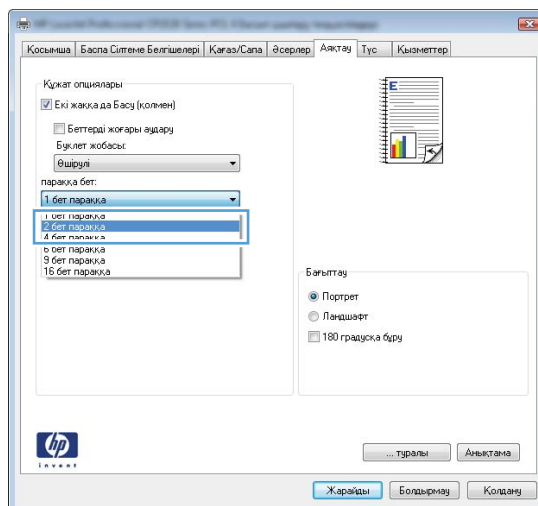 Қосымша
Баспа Сілтеме Белгішелері
Қағаз/Сапа
Әсерлер
Аяқтау
Түс
Қызметтер
Құжат опциялары
Екі жаққа да Басу (қолмен)
Беттерді жоғары аудару
Буклет жобасы:
Өшірулі
параққа бет:
1 бет параққа
1 бет параққа
2 бет параққа
4 бет параққа
6 бет параққа
9 бет параққа
16 бет параққа
E
Бағыттау
Портрет
Ландшафт
180 градусқа бұру
hp
invent
... туралы
Анықтама
Жарайды
Болдырмау
Қолдану